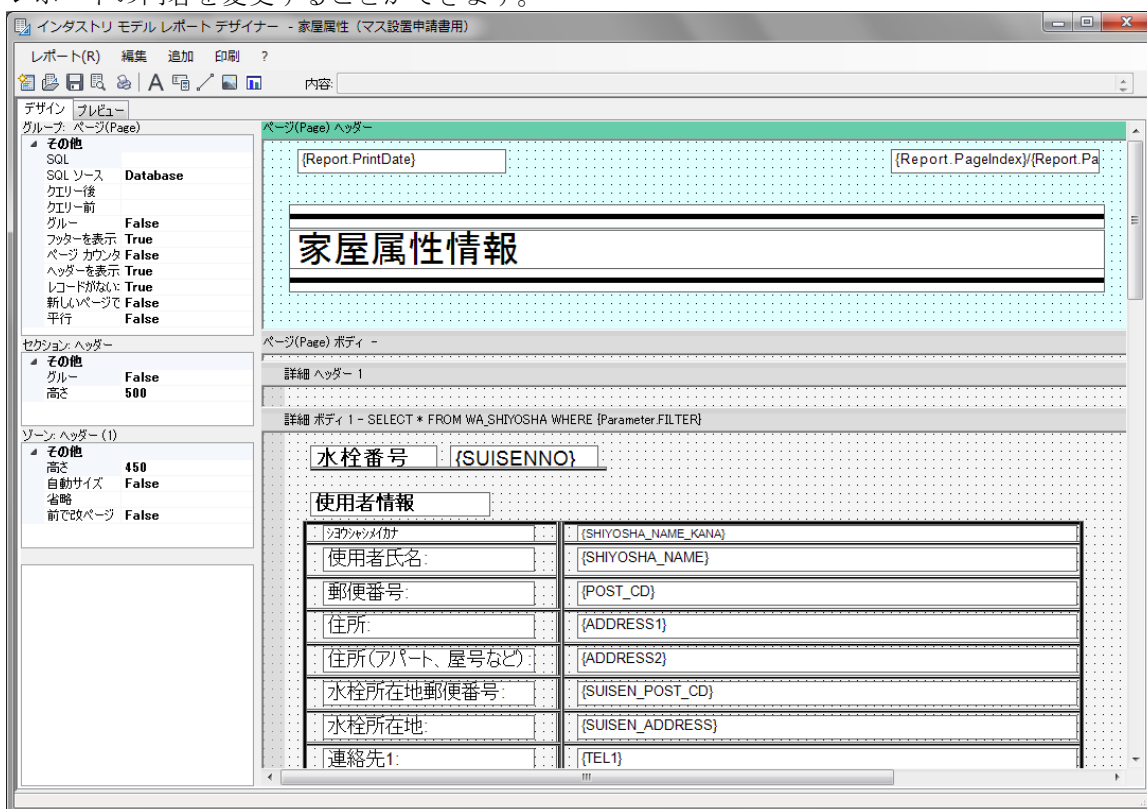 レポートの内容を変更することができます。
インダストリ モデル レポート デザイナー - 家屋属性（マス設置申請書用）
レポート(R) 編集 追加 印刷 ?
内容:
デザイン プレビュー
グループ: ページ(Page)
その他
SQL
SQL ソース Database
クエリー後
クエリー前
グルー False
フッターを表示 True
ページ カウンタ False
ヘッダーを表示 True
レコードがない: True
新しいページで False
平行 False
セクション: ヘッダー
その他
グルー False
高さ 500
ゾーン: ヘッダー (1)
その他
高さ 450
自動サイズ False
省略
前で改ページ False
ページ(Page) ヘッダー
{Report.PrintDate} {Report.PageIndex}/{Report.Pa
家屋属性情報
ページ(Page) ボディ -
詳細 ヘッダー 1
詳細 ボディ 1 - SELECT * FROM WA_SHIYOSHA WHERE {Parameter.FILTER}
水栓番号 {SUISENNO}
使用者情報
ｼﾖｳｼｬｼﾒｲｶﾅ {SHIYOSHA_NAME_KANA}
使用者氏名: {SHIYOSHA_NAME}
郵便番号: {POST_CD}
住所: {ADDRESS1}
住所(アパート、屋号など): {ADDRESS2}
水栓所在地郵便番号: {SUISEN_POST_CD}
水栓所在地: {SUISEN_ADDRESS}
連絡先1: {TEL1}